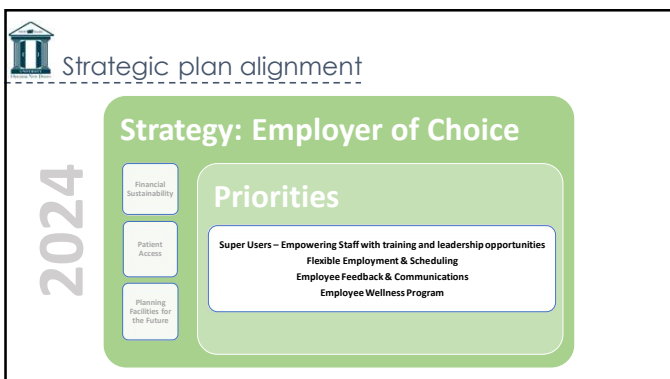 UNIVERSITY
Strategic plan alignment
2024
Strategy: Employer of Choice
Financial
Sustainability
Patient
Access
Planning
Facilities for
the Future
Priorities
Super Users – Empowering Staff with training and leadership opportunities
Flexible Employment & Scheduling
Employee Feedback & Communications
Employee Wellness Program